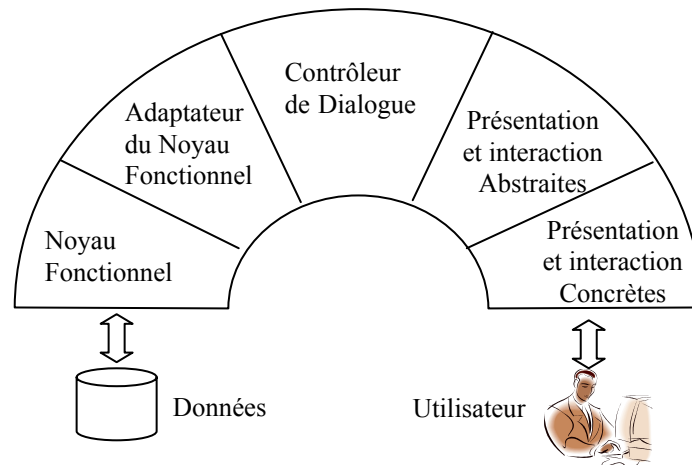 Contrôleur
de Dialogue
Adaptateur
du Noyau
Fonctionnel
Présentation
et interaction
Abstraites
Noyau
Fonctionnel
Présentation
et interaction
Concrètes
Données
Utilisateur